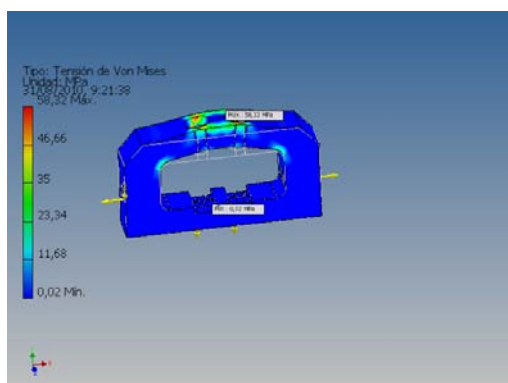 Tipo: Tensión de Von Mises
Unidad: MPa
31/08/2010, 9:21:38
58,32 Máx.
46,66
35
23,34
11,68
0,02 Mín.
Máx.: 58,32 MPa
Mín.: 0,02 MPa